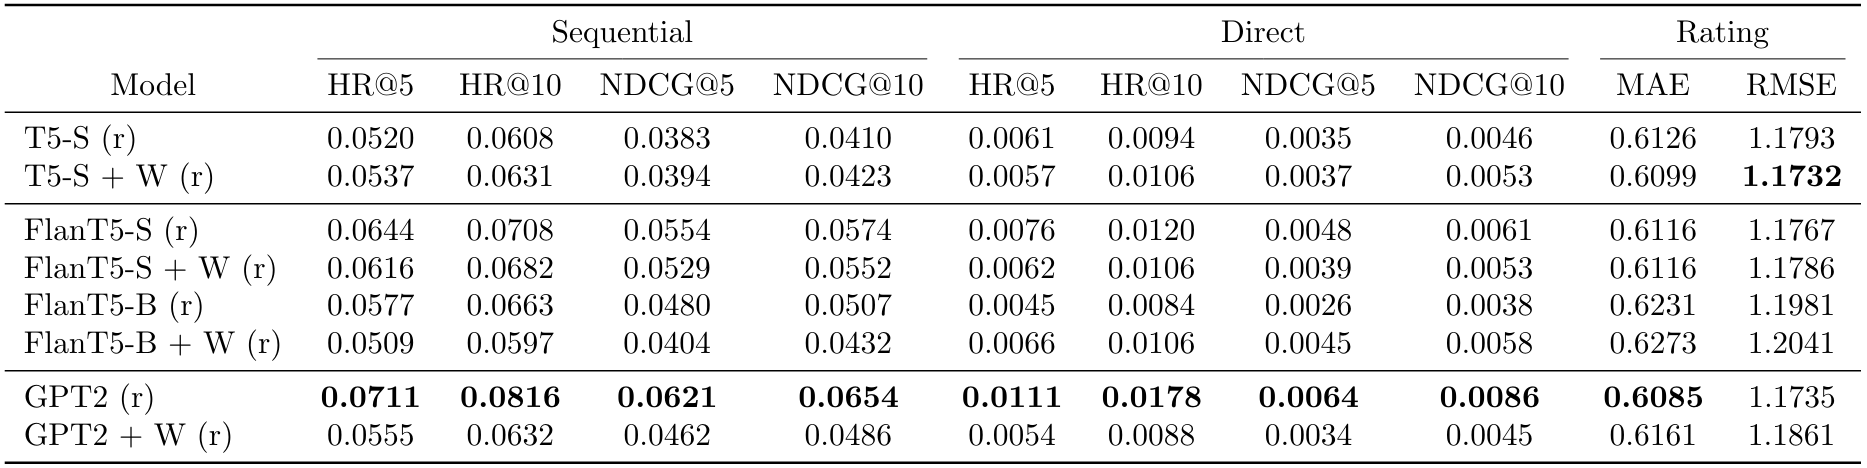 Sequential Direct Rating
Model HR@5 HR@10 NDCG@5 NDCG@10 HR@5 HR@10 NDCG@5 NDCG@10 MAE RMSE
T5-S (r) 0.0520 0.0608 0.0383 0.0410 0.0061 0.0094 0.0035 0.0046 0.6126 1.1793
T5-S + W (r) 0.0537 0.0631 0.0394 0.0423 0.0057 0.0106 0.0037 0.0053 0.6099 1.1732
FlanT5-S (r) 0.0644 0.0708 0.0554 0.0574 0.0076 0.0120 0.0048 0.0061 0.6116 1.1767
FlanT5-S + W (r) 0.0616 0.0682 0.0529 0.0552 0.0062 0.0106 0.0039 0.0053 0.6116 1.1786
FlanT5-B (r) 0.0577 0.0663 0.0480 0.0507 0.0045 0.0084 0.0026 0.0038 0.6231 1.1981
FlanT5-B + W (r) 0.0509 0.0597 0.0404 0.0432 0.0066 0.0106 0.0045 0.0058 0.6273 1.2041
GPT2 (r) 0.0711 0.0816 0.0621 0.0654 0.0111 0.0178 0.0064 0.0086 0.6085 1.1735
GPT2 + W (r) 0.0555 0.0632 0.0462 0.0486 0.0054 0.0088 0.0034 0.0045 0.6161 1.1861